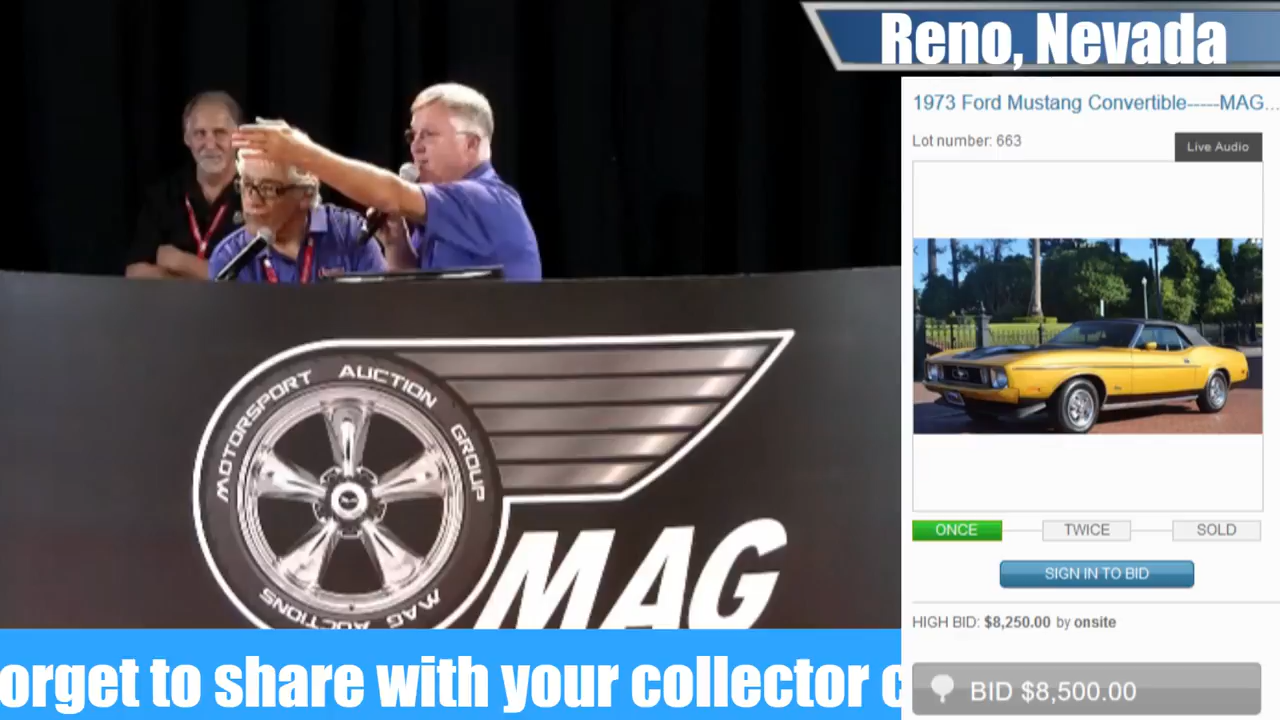 Reno, Nevada
1973 Ford Mustang Convertible-----MAG...
Lot number: 663
Live Audio
MOTORSPORT AUCTION GROUP
MAG AUCTIONS
MAG
ONCE
TWICE
SOLD
SIGN IN TO BID
HIGH BID: $8,250.00 by onsite
BID $8,500.00
orget to share with your collector c